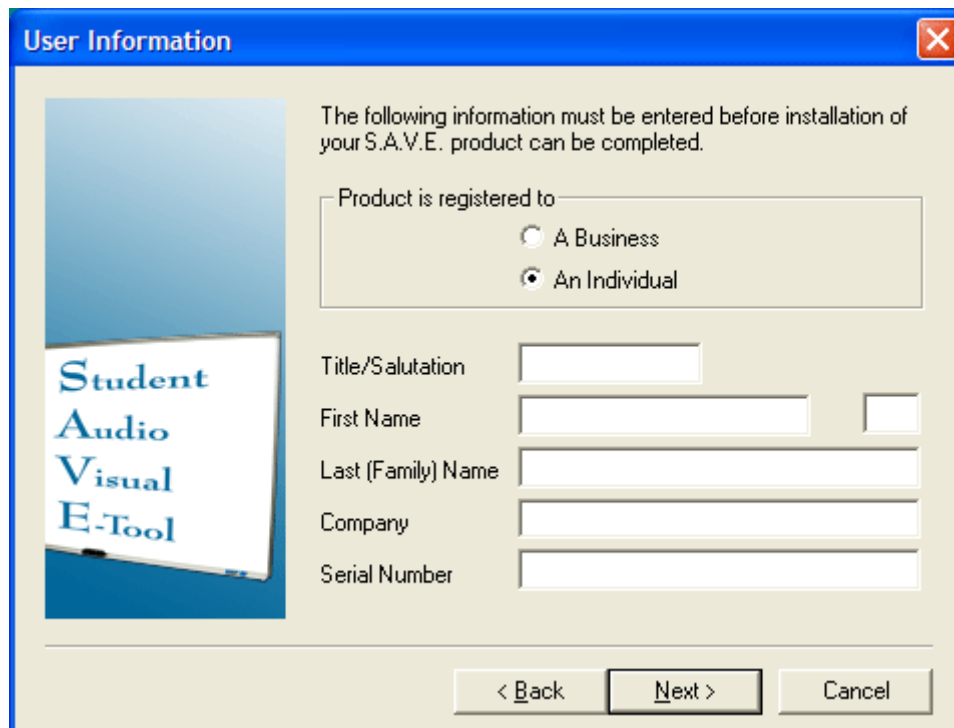 User Information
The following information must be entered before installation of
your S.A.V.E. product can be completed.
Product is registered to
A Business
An Individual
Student
Audio
Visual
E-Tool
Title/Salutation
First Name
Last (Family) Name
Company
Serial Number
< Back
Next >
Cancel